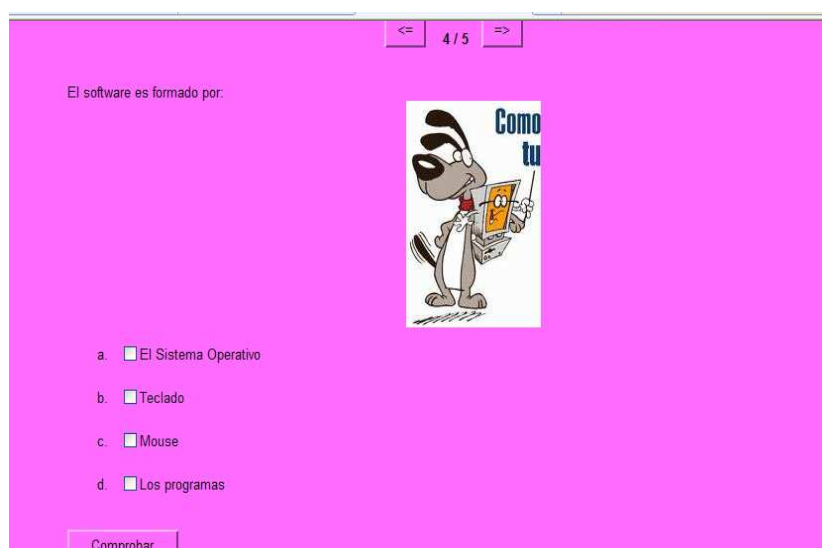 <= 4 / 5 =>
El software es formado por:
Como
tu
a. El Sistema Operativo
b. Teclado
c. Mouse
d. Los programas
Comprobar